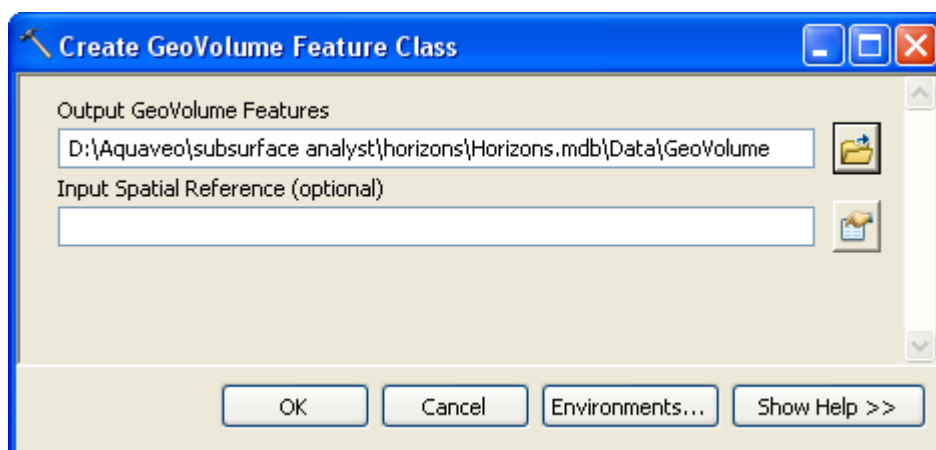 Create GeoVolume Feature Class
Output GeoVolume Features
D:\Aquaveo\subsurface analyst\horizons\Horizons.mdb\Data\GeoVolume
Input Spatial Reference (optional)
OK Cancel Environments... Show Help >>